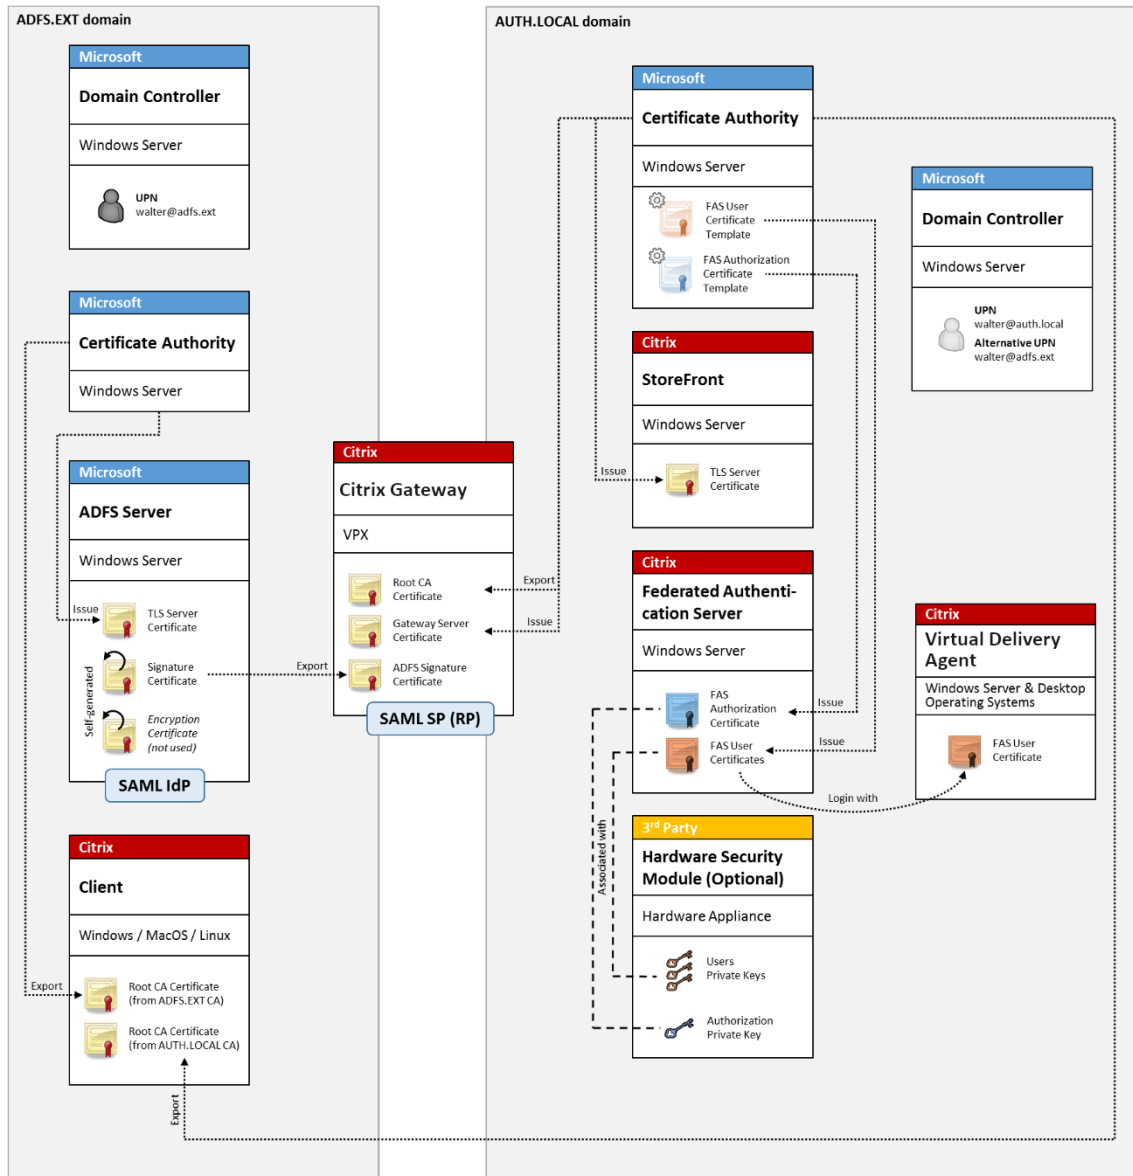 ADFS.EXT domain
Microsoft
Domain Controller
Windows Server
UPN
walter@adfs.ext
Microsoft
Certificate Authority
Windows Server
Microsoft
ADFS Server
Windows Server
Issue
TLS Server
Certificate
Self-generated
Signature
Certificate
Encryption
Certificate
(not used)
SAML IdP
Citrix
Client
Windows / MacOS / Linux
Export
Root CA Certificate
(from ADFS.EXT CA)
Root CA Certificate
(from AUTH.LOCAL CA)
Export
Citrix
Citrix Gateway
VPX
Root CA
Certificate
Export
Gateway Server
Certificate
Issue
Export
ADFS Signature
Certificate
SAML SP (RP)
AUTH.LOCAL domain
Microsoft
Certificate Authority
Windows Server
FAS User
Certificate
Template
FAS Authorization
Certificate
Template
Citrix
StoreFront
Windows Server
Issue
TLS Server
Certificate
Citrix
Federated Authenti-
cation Server
Windows Server
FAS
Authorization
Certificate
Issue
FAS User
Certificates
Issue
Login with
3rd Party
Hardware Security
Module (Optional)
Hardware Appliance
Associated with
Users
Private Keys
Authorization
Private Key
Microsoft
Domain Controller
Windows Server
UPN
walter@auth.local
Alternative UPN
walter@adfs.ext
Citrix
Virtual Delivery
Agent
Windows Server & Desktop
Operating Systems
FAS User
Certificate